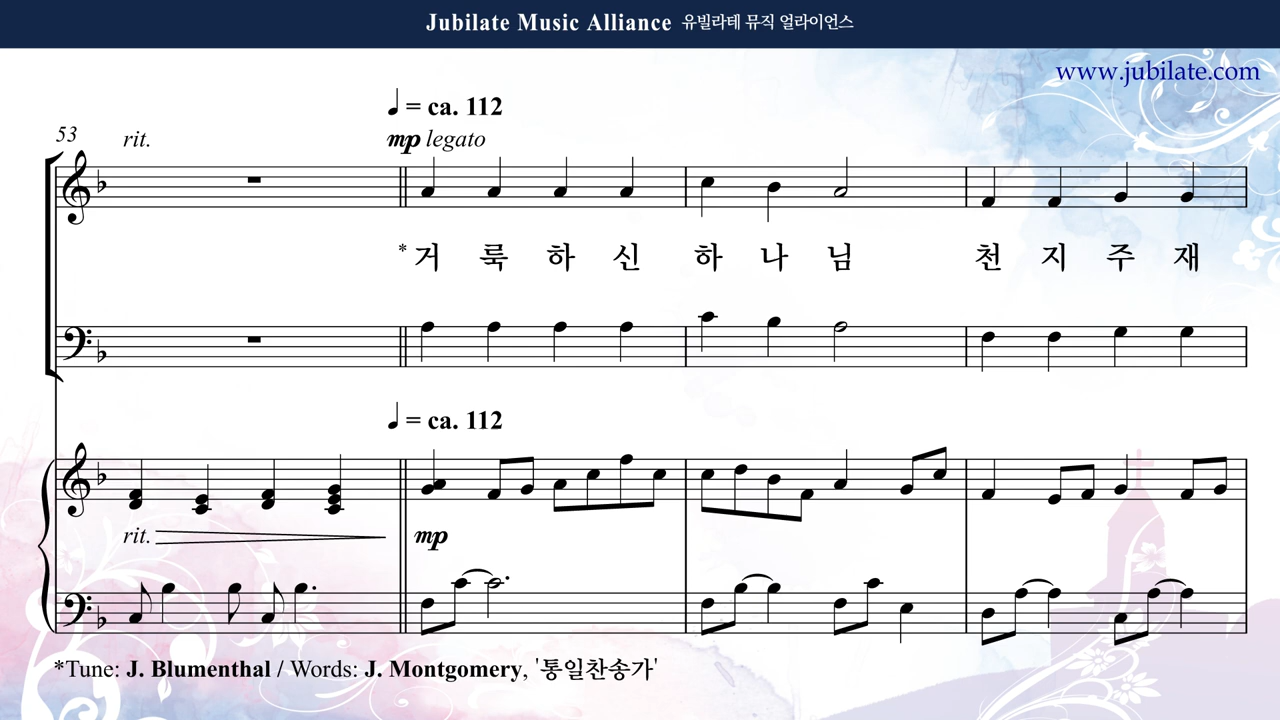 Jubilate Music Alliance 유빌라테 뮤직 얼라이언스
www.jubilate.com
♩ = ca. 112
53 rit. mp legato
*거 룩 하 신 하 나 님 천 지 주 재
♩ = ca. 112
rit. mp
*Tune: J. Blumenthal / Words: J. Montgomery, '통일찬송가'